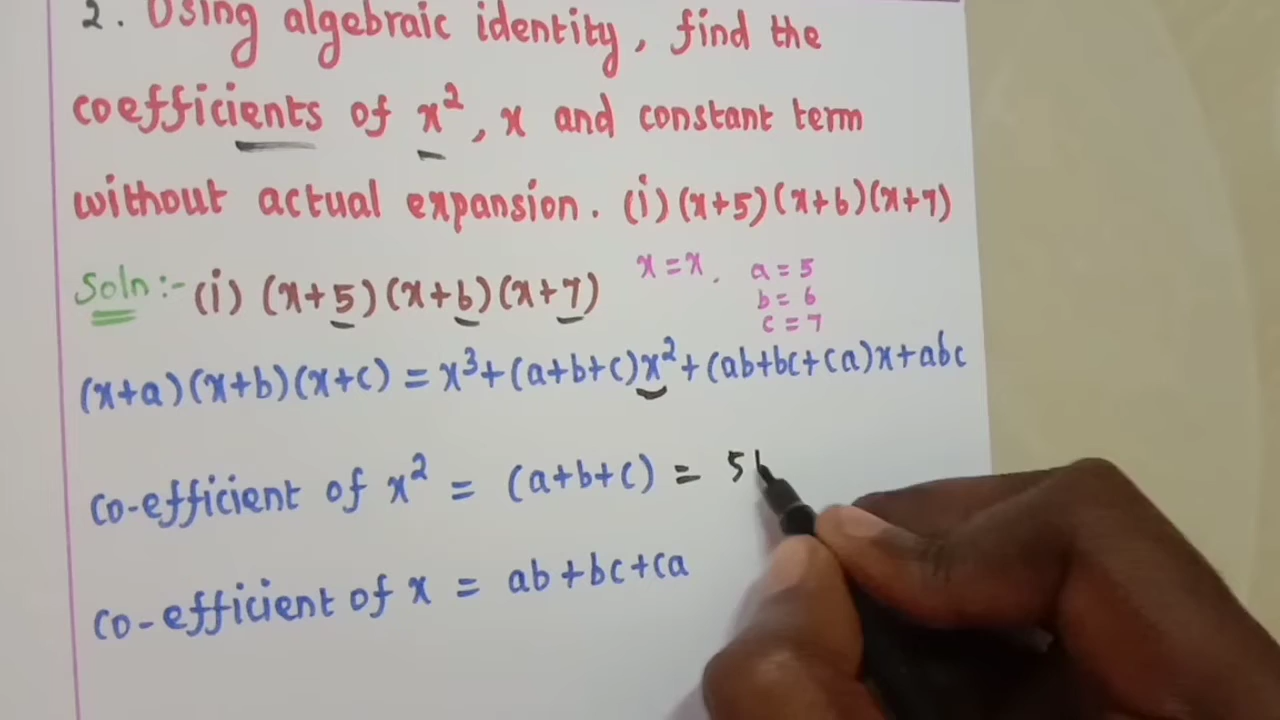 2. Using algebraic identity, find the
coefficients of x², x and constant term
without actual expansion. (i) (x+5)(x+6)(x+7)
Soln:- (i) (x+5)(x+6)(x+7)
x=x.
a=5
b=6
c=7
(x+a)(x+b)(x+c) = x³+(a+b+c)x²+(ab+bc+ca)x+abc
co-efficient of x² = (a+b+c) = 5
co-efficient of x = ab+bc+ca